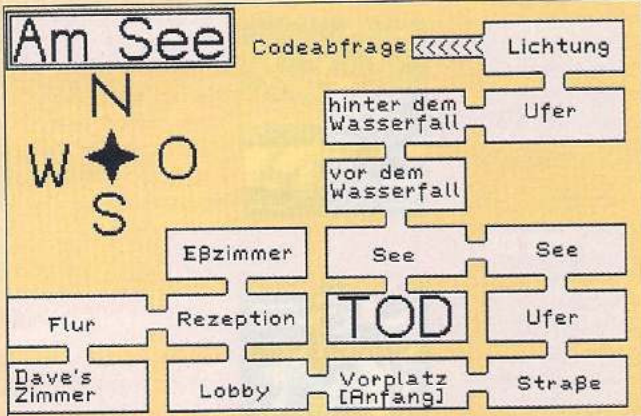 Am See
Codeabfrage <<<<<< Lichtung
N
hinter dem
Wasserfall
Ufer
W O
vor dem
Wasserfall
S
Eßzimmer
See
See
Flur
Rezeption
TOD
Ufer
Dave's
Zimmer
Lobby
Vorplatz
[Anfang]
Straße